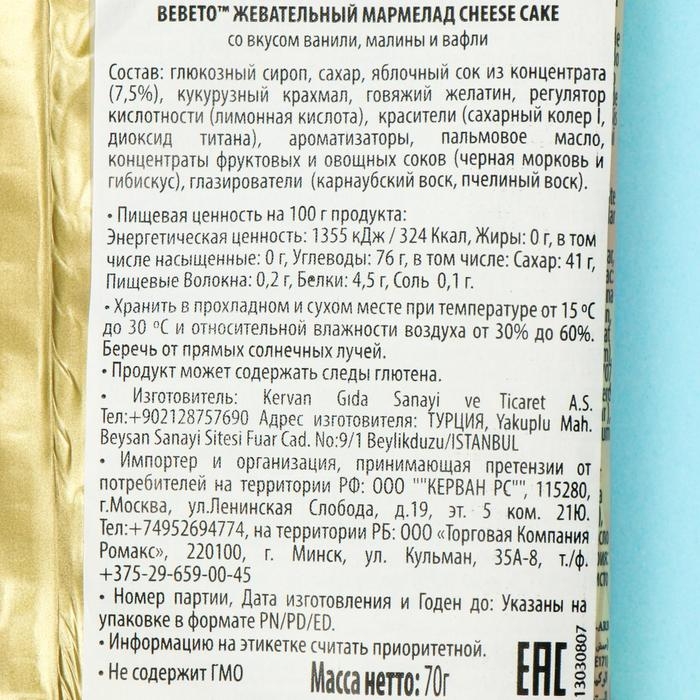 BEBETO™ ЖЕВАТЕЛЬНЫЙ МАРМЕЛАД CHEESE CAKE
со вкусом ванили, малины и вафли
Состав: глюкозный сироп, сахар, яблочный сок из концентрата
(7,5%), кукурузный крахмал, говяжий желатин, регулятор
кислотности (лимонная кислота), красители (сахарный колер I,
диоксид титана), ароматизаторы, пальмовое масло,
концентраты фруктовых и овощных соков (черная морковь и
гибискус), глазирователи (карнаубский воск, пчелиный воск).
• Пищевая ценность на 100 г продукта:
Энергетическая ценность: 1355 кДж / 324 Ккал, Жиры: 0 г, в том
числе насыщенные: 0 г, Углеводы: 76 г, в том числе: Сахар: 41 г,
Пищевые Волокна: 0,2 г, Белки: 4,5 г, Соль 0,1 г.
• Хранить в прохладном и сухом месте при температуре от 15 ºС
до 30 ºС и относительной влажности воздуха от 30% до 60%.
Беречь от прямых солнечных лучей.
• Продукт может содержать следы глютена.
• Изготовитель: Kervan Gıda Sanayi ve Ticaret A.S.
Тел:+902128757690 Адрес изготовителя: ТУРЦИЯ, Yakuplu Mah.
Beysan Sanayi Sitesi Fuar Cad. No:9/1 Beylikduzu/ISTANBUL
• Импортер и организация, принимающая претензии от
потребителей на территории РФ: ООО ""КЕРВАН РС"", 115280,
г.Москва, ул.Ленинская Слобода, д.19, эт. 5 ком. 21Ю.
Тел:+74952694774, на территории РБ: ООО «Торговая Компания
Ромакс», 220100, г. Минск, ул. Кульман, 35А-8, т./ф.
+375-29-659-00-45
• Номер партии, Дата изготовления и Годен до: Указаны на
упаковке в формате PN/PD/ED.
• Информацию на этикетке считать приоритетной.
• Не содержит ГМО
Масса нетто: 70г
EAC
13030807